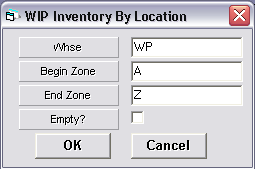 WIP Inventory By Location
Whse WP
Begin Zone A
End Zone Z
Empty?
OK Cancel